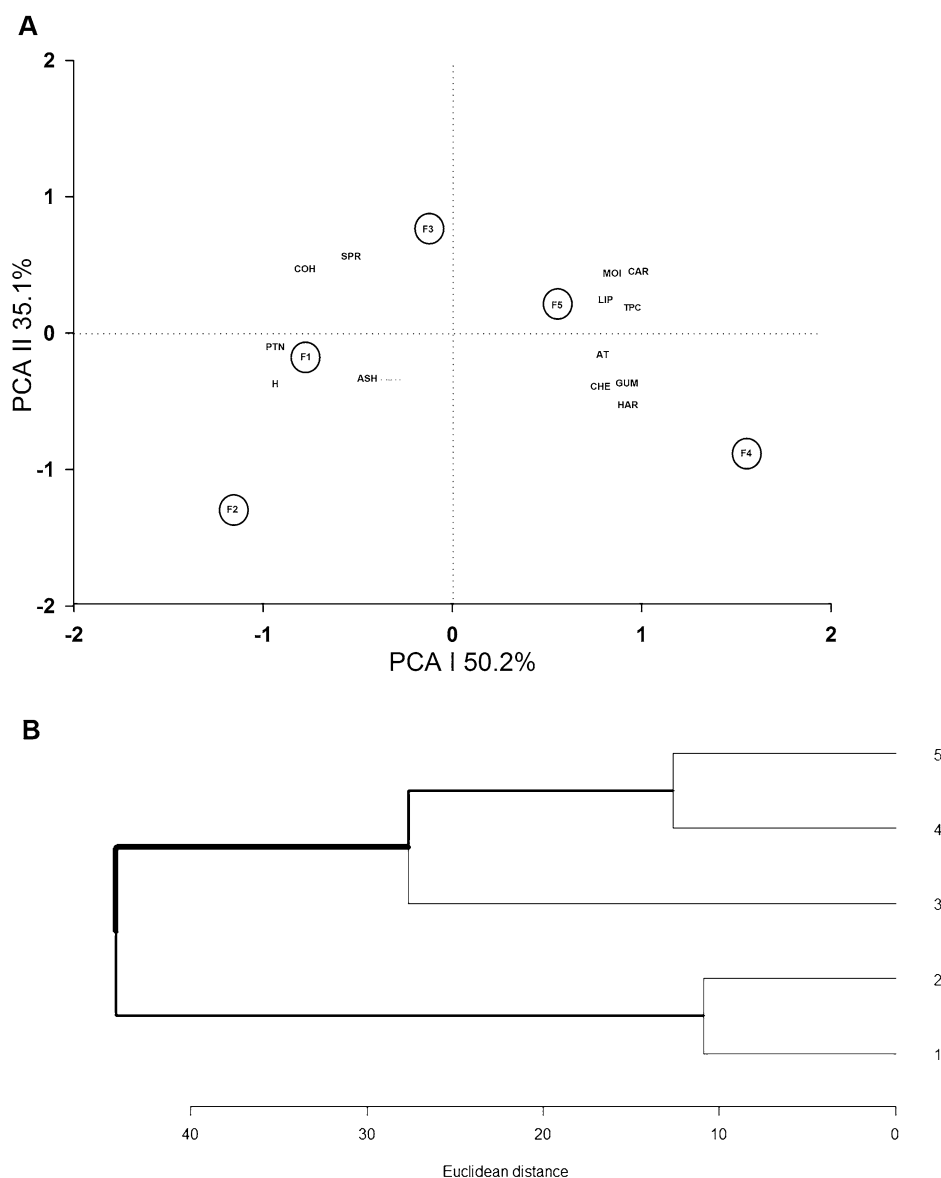 A
2
1
0
-1
-2
PCA II 35.1%
F3
SPR
COH
MOI CAR
LIP
TPC
F5
PTN
F1
AT
H
ASH
CHE GUM
HAR
F4
F2
-2 -1 0 1 2
PCA I 50.2%
B
5
4
3
2
1
40 30 20 10 0
Euclidean distance